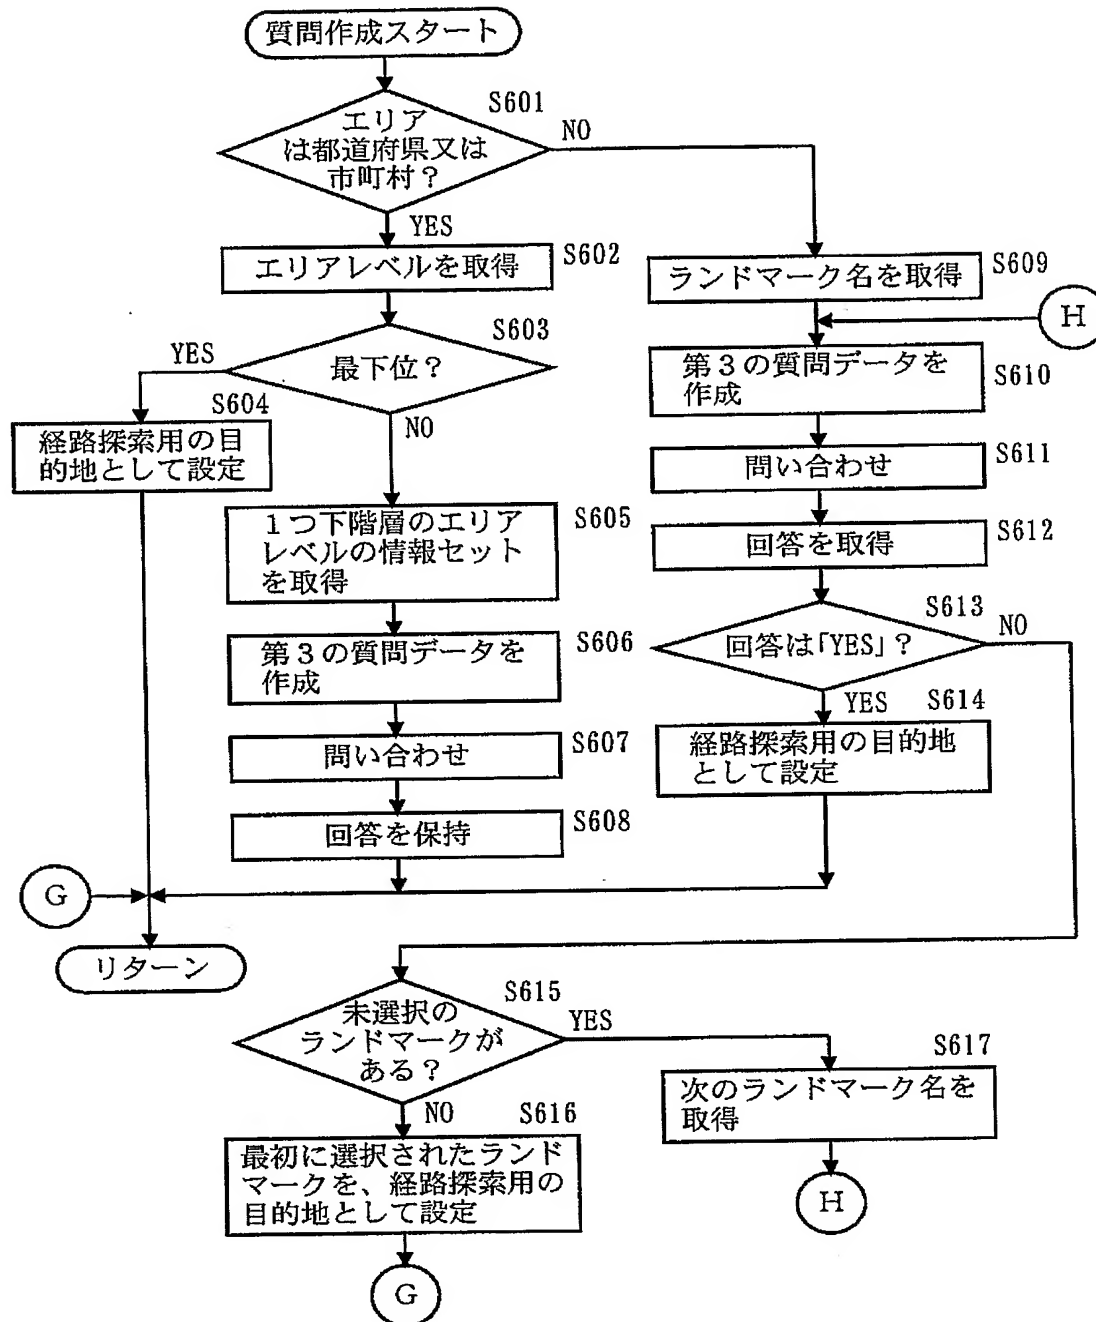 質問作成スタート
S601
エリア
は都道府県又は
市町村？
NO
YES
エリアレベルを取得
S602
S603
最下位？
YES
NO
S604
経路探索用の目
的地として設定
１つ下階層のエリア
レベルの情報セット
を取得
S605
第３の質問データを
作成
S606
問い合わせ
S607
回答を保持
S608
G
リターン
ランドマーク名を取得
S609
H
第３の質問データを
作成
S610
問い合わせ
S611
回答を取得
S612
S613
回答は「YES」？
NO
YES
S614
経路探索用の目的地
として設定
S615
未選択の
ランドマークが
ある？
YES
NO
S616
最初に選択されたランド
マークを、経路探索用の
目的地として設定
G
S617
次のランドマーク名を
取得
H